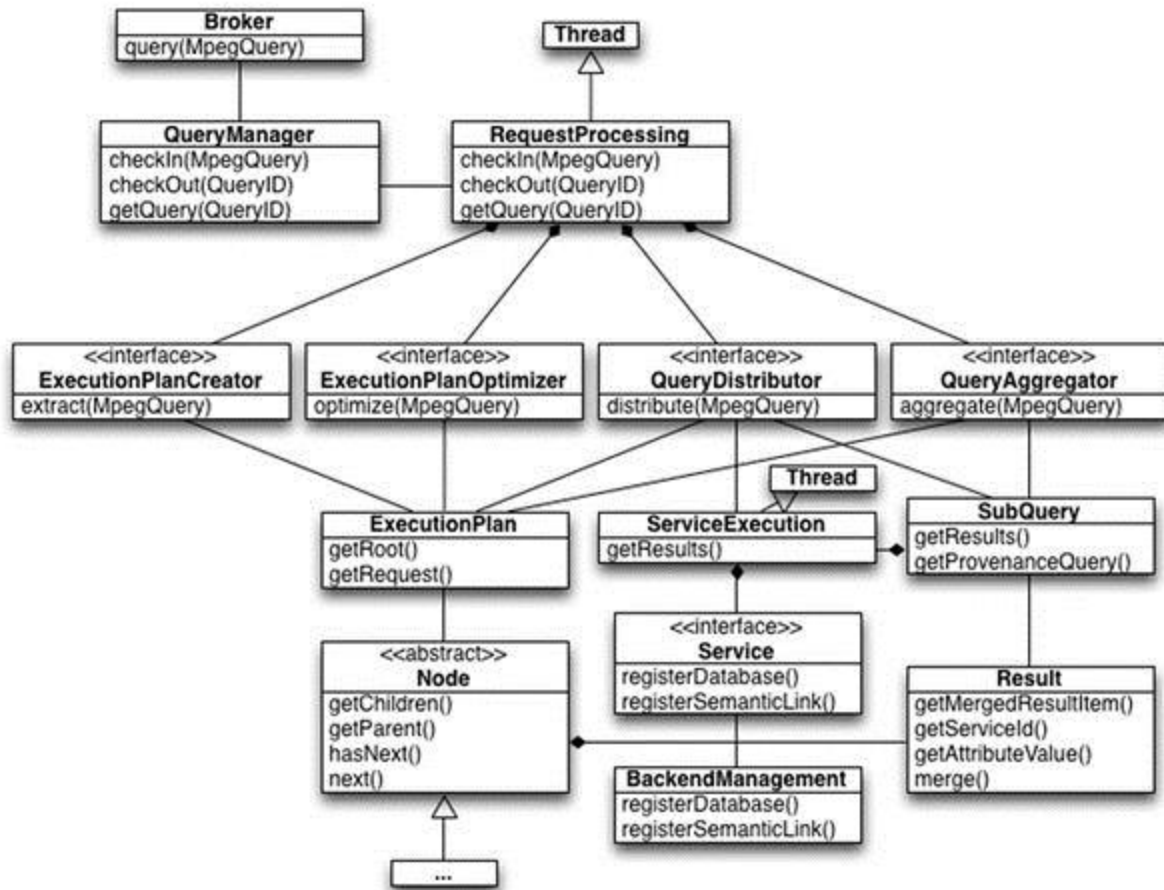 Broker
query(MpegQuery)
Thread
QueryManager
checkIn(MpegQuery)
checkOut(QueryID)
getQuery(QueryID)
RequestProcessing
checkIn(MpegQuery)
checkOut(QueryID)
getQuery(QueryID)
<<interface>>
ExecutionPlanCreator
extract(MpegQuery)
<<interface>>
ExecutionPlanOptimizer
optimize(MpegQuery)
<<interface>>
QueryDistributor
distribute(MpegQuery)
<<interface>>
QueryAggregator
aggregate(MpegQuery)
Thread
ExecutionPlan
getRoot()
getRequest()
ServiceExecution
getResults()
SubQuery
getResults()
getProvenanceQuery()
<<abstract>>
Node
getChildren()
getParent()
hasNext()
next()
<<interface>>
Service
registerDatabase()
registerSemanticLink()
Result
getMergedResultItem()
getServiceId()
getAttributeValue()
merge()
BackendManagement
registerDatabase()
registerSemanticLink()
...